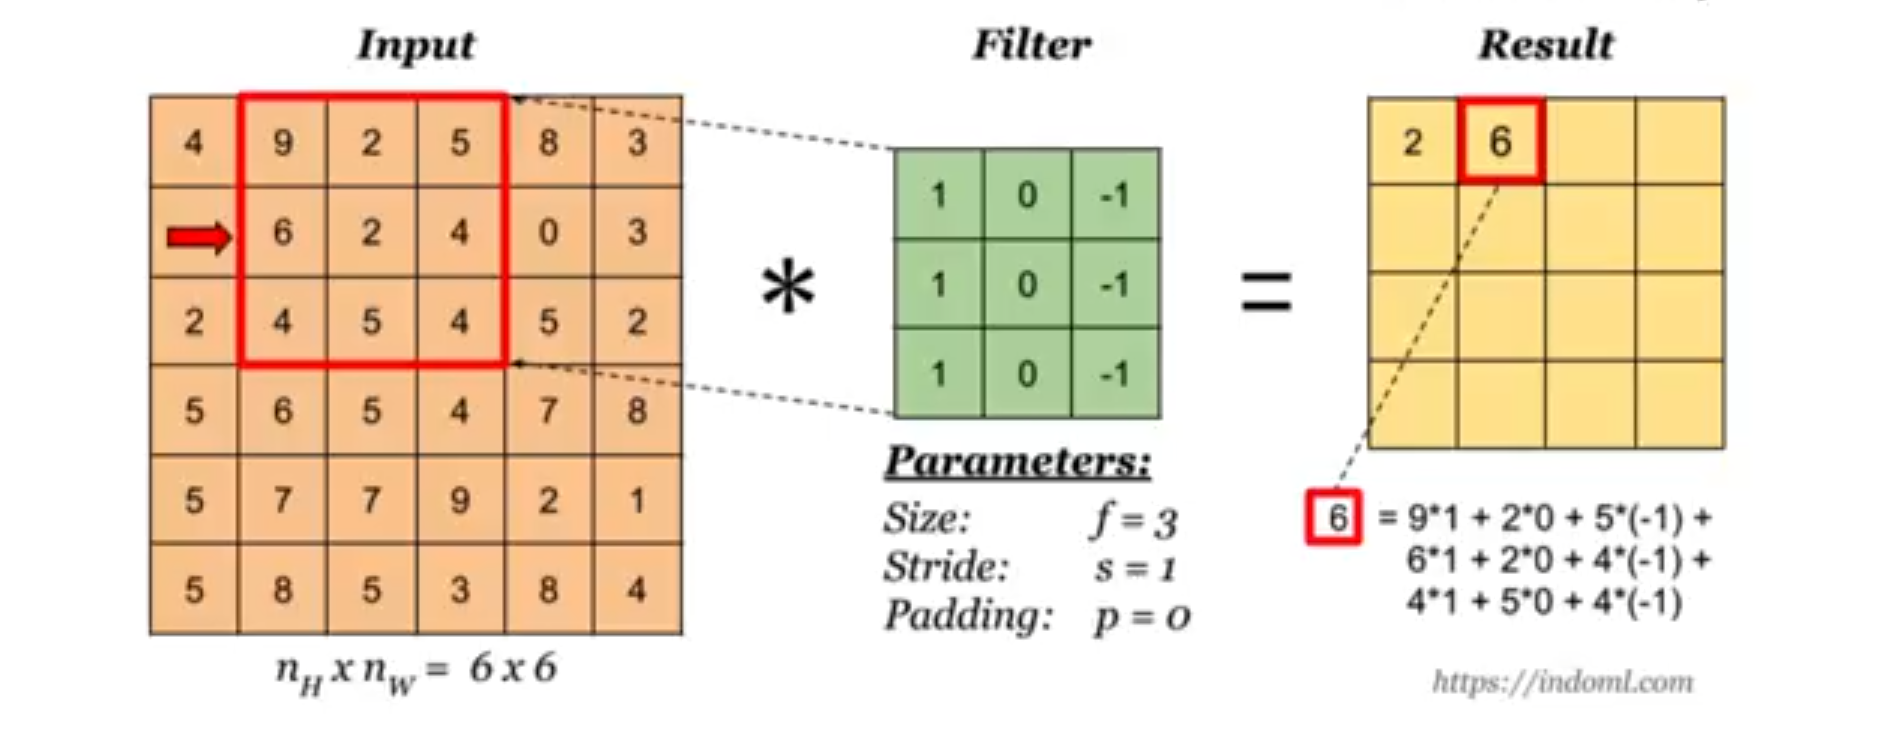 Input
Filter
Result
4 9 2 5 8 3
6 2 4 0 3
2 4 5 4 5 2
5 6 5 4 7 8
5 7 7 9 2 1
5 8 5 3 8 4
n_H x n_W = 6 x 6
*
1 0 -1
1 0 -1
1 0 -1
Parameters:
Size: f = 3
Stride: s = 1
Padding: p = 0
=
2 6
6 = 9*1 + 2*0 + 5*(-1) +
6*1 + 2*0 + 4*(-1) +
4*1 + 5*0 + 4*(-1)
https://indoml.com